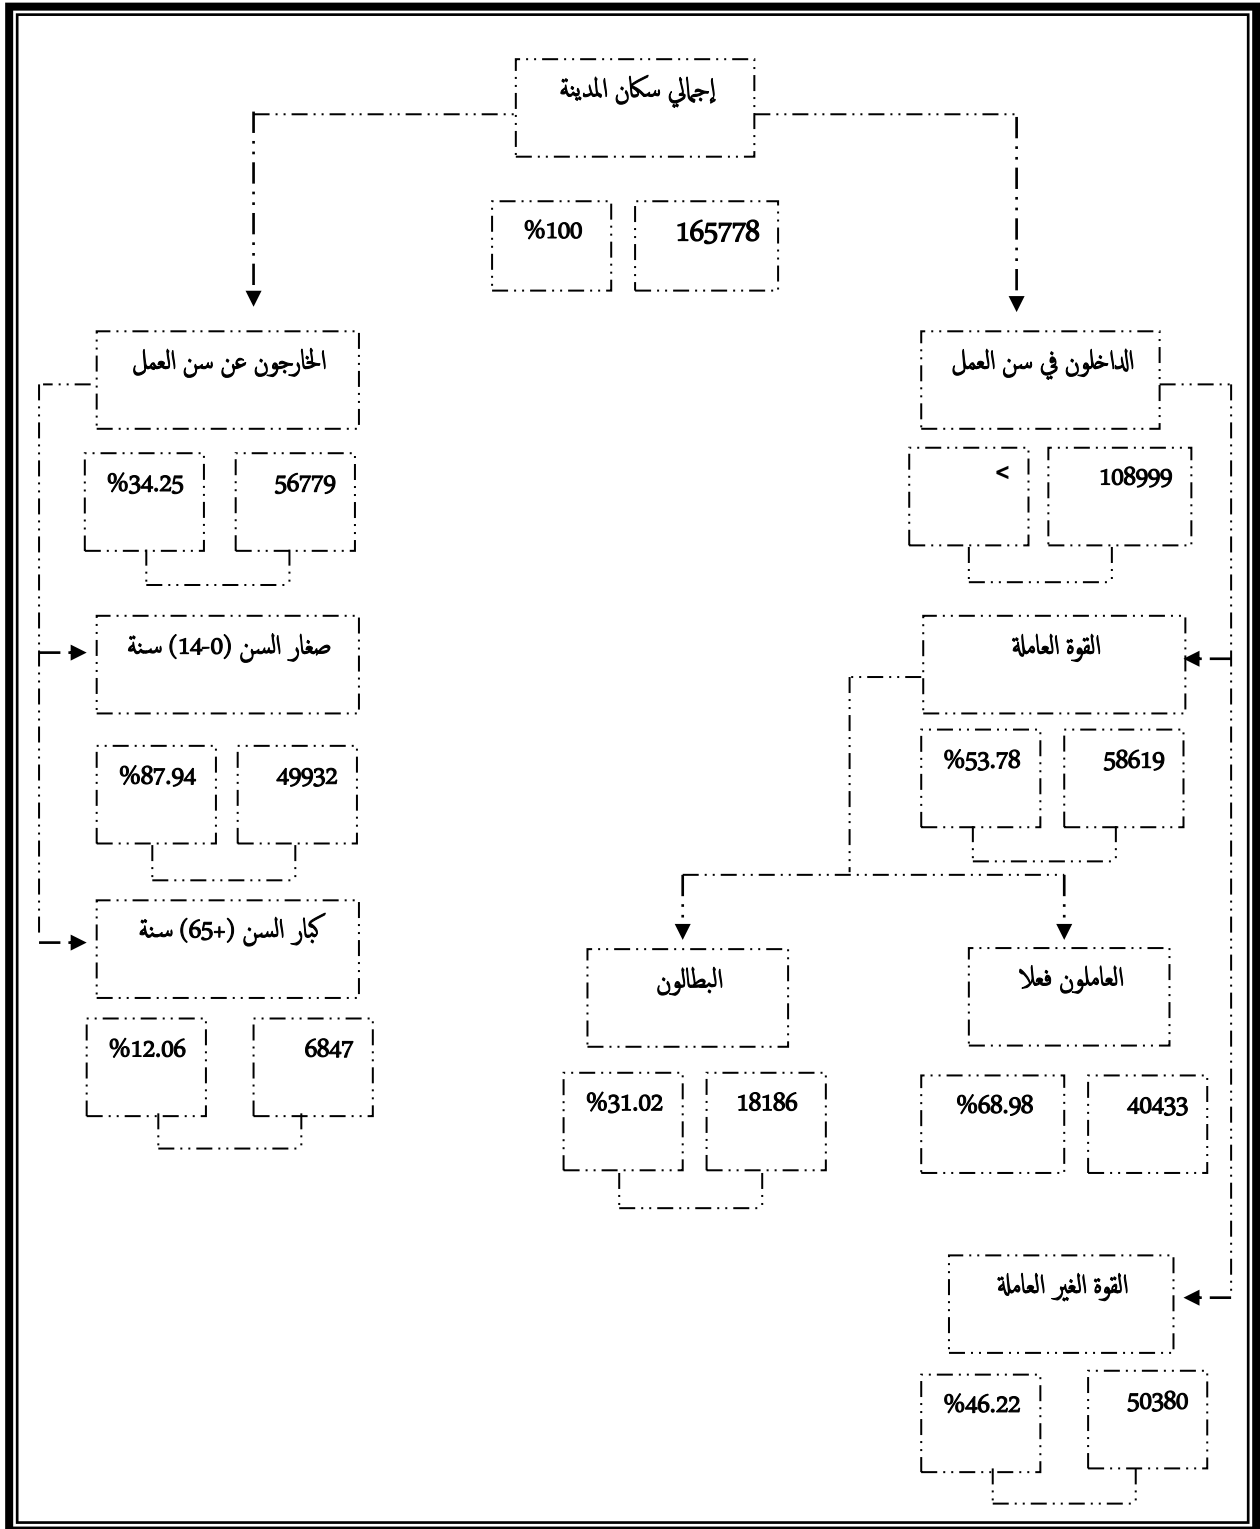 إجمالي سكان المدينة
165778
%100
الداخلون في سن العمل
108999
<
القوة العاملة
58619
%53.78
العاملون فعلا
40433
%68.98
البطالون
18186
%31.02
القوة الغير العاملة
50380
%46.22
الخارجون عن سن العمل
56779
%34.25
صغار السن (0-14) سنة
49932
%87.94
كبار السن (+65) سنة
6847
%12.06